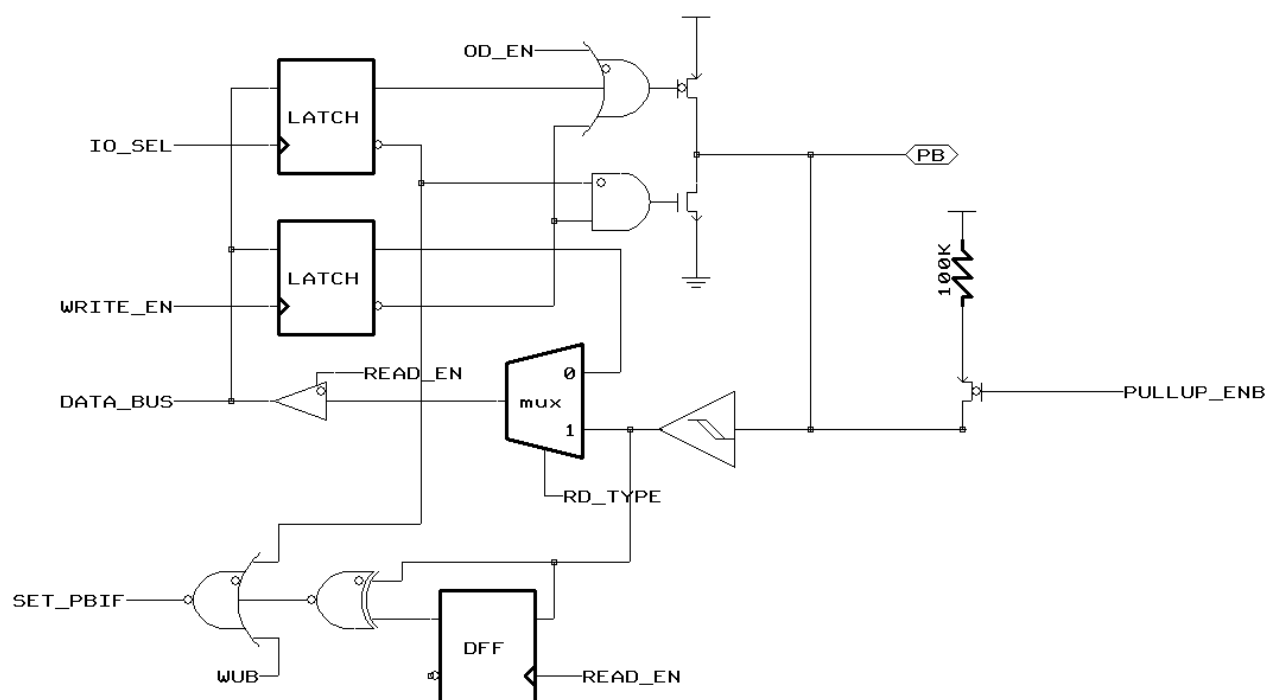 OD_EN
LATCH
IO_SEL
PB
100K
LATCH
WRITE_EN
READ_EN
0
DATA_BUS
mux
PULLUP_ENB
1
RD_TYPE
SET_PBIF
DFF
WUB
READ_EN